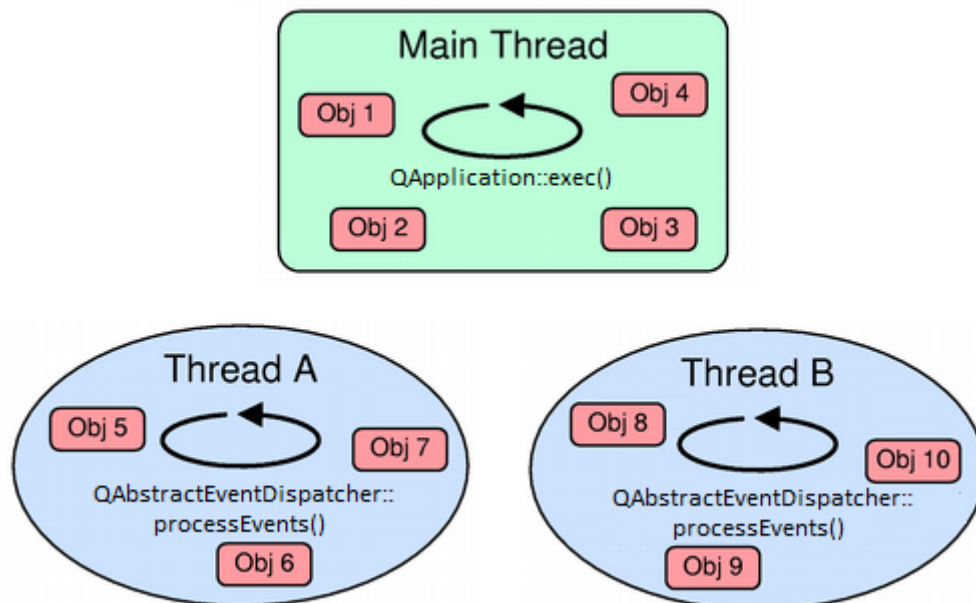 Main Thread
Obj 1
Obj 4
QApplication::exec()
Obj 2
Obj 3
Thread A
Obj 5
Obj 7
QAbstractEventDispatcher::
processEvents()
Obj 6
Thread B
Obj 8
Obj 10
QAbstractEventDispatcher::
processEvents()
Obj 9